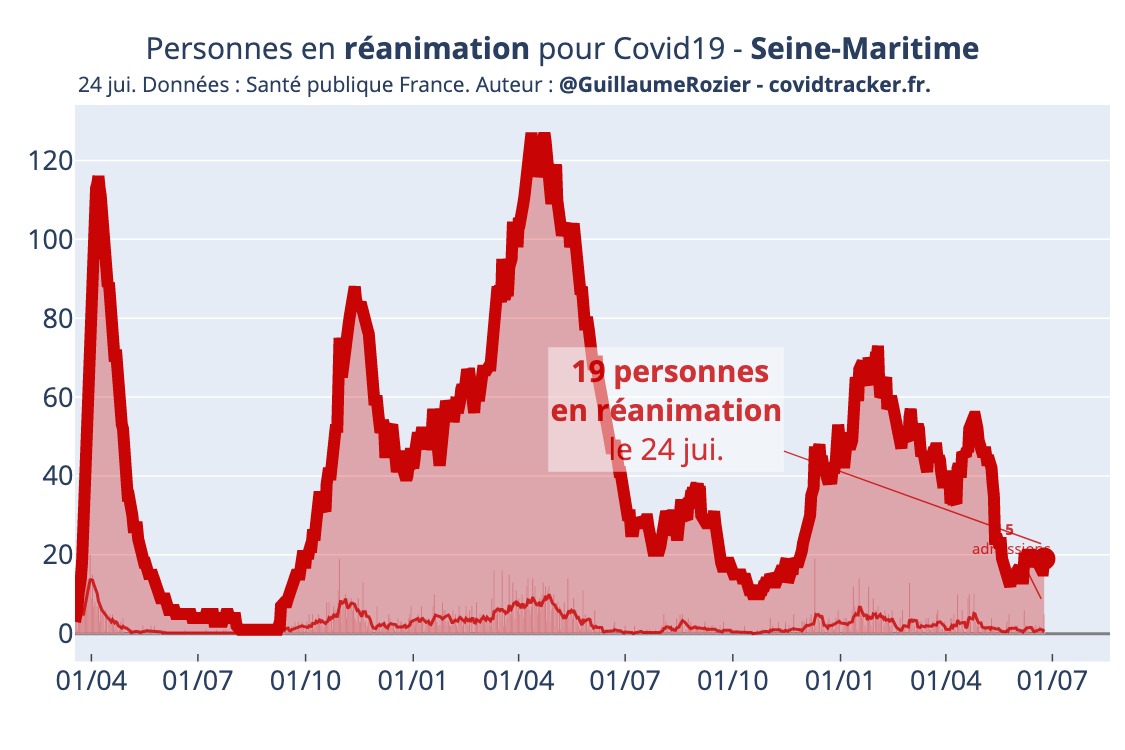 Personnes en réanimation pour Covid19 - Seine-Maritime
24 jui. Données : Santé publique France. Auteur : @GuillaumeRozier - covidtracker.fr.
120
100
80
60
40
20
0
19 personnes
en réanimation
le 24 jui.
5
admissions
01/04 01/07 01/10 01/01 01/04 01/07 01/10 01/01 01/04 01/07